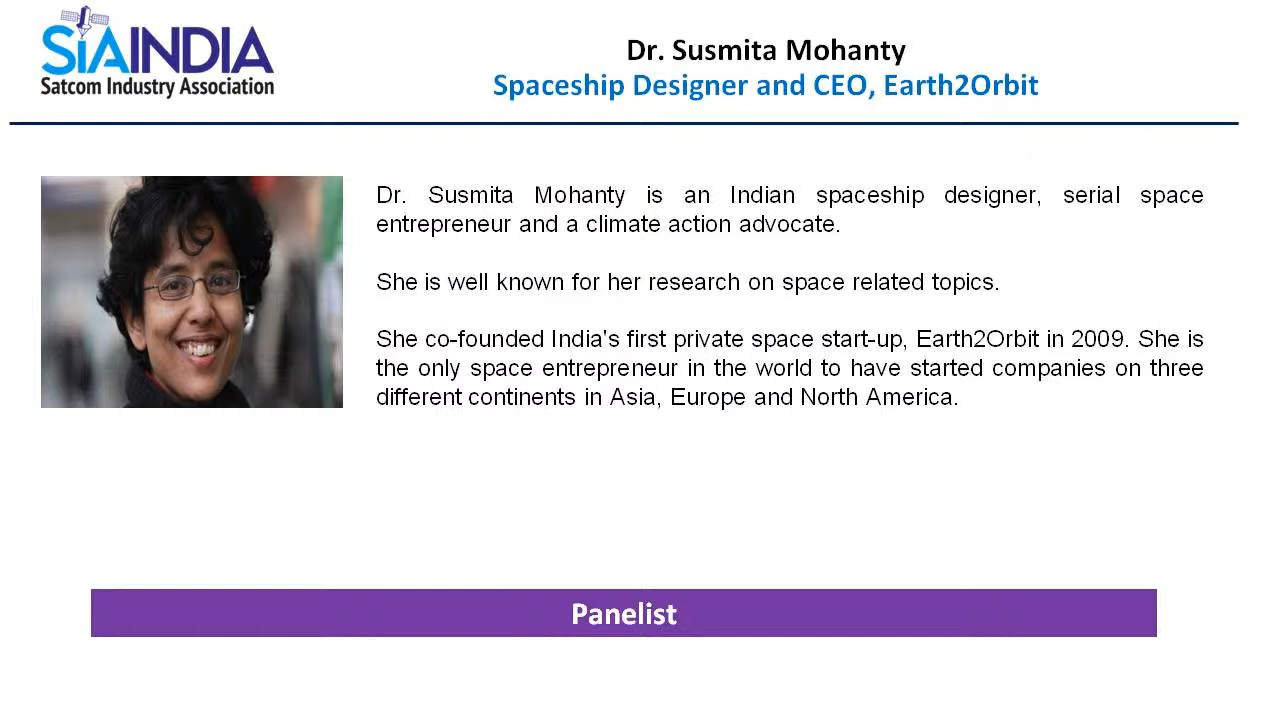 SiAINDIA
Satcom Industry Association
Dr. Susmita Mohanty
Spaceship Designer and CEO, Earth2Orbit
Dr. Susmita Mohanty is an Indian spaceship designer, serial space
entrepreneur and a climate action advocate.
She is well known for her research on space related topics.
She co-founded India's first private space start-up, Earth2Orbit in 2009. She is
the only space entrepreneur in the world to have started companies on three
different continents in Asia, Europe and North America.
Panelist